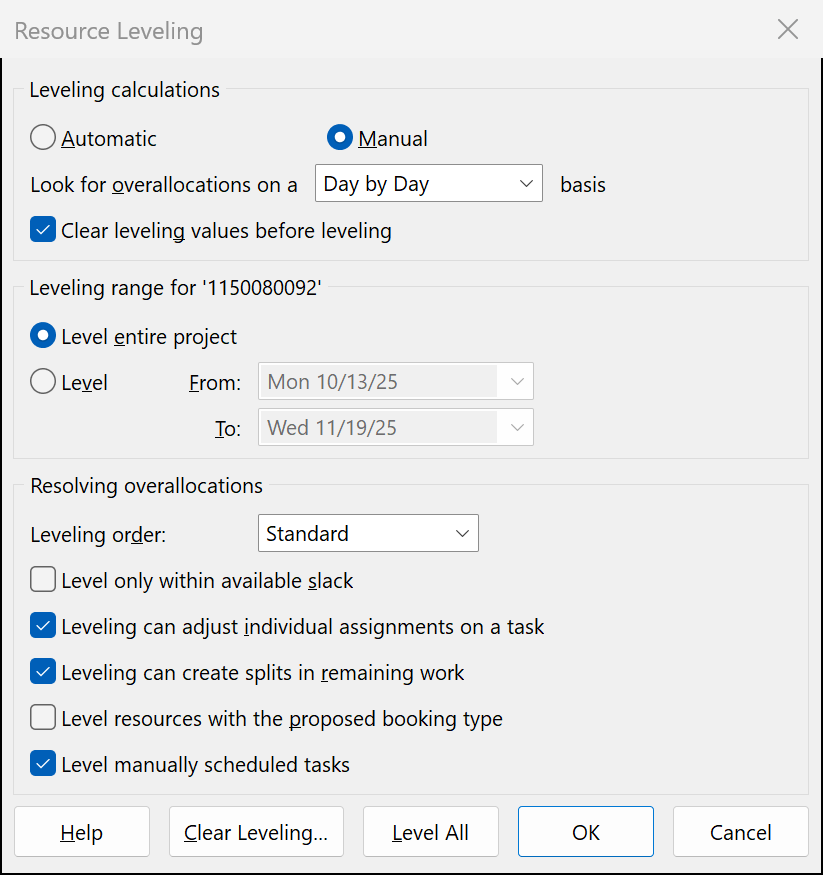 Resource Leveling
Leveling calculations
Automatic Manual
Look for overallocations on a Day by Day basis
Clear leveling values before leveling
Leveling range for '1150080092'
Level entire project
Level From: Mon 10/13/25
To: Wed 11/19/25
Resolving overallocations
Leveling order: Standard
Level only within available slack
Leveling can adjust individual assignments on a task
Leveling can create splits in remaining work
Level resources with the proposed booking type
Level manually scheduled tasks
Help Clear Leveling... Level All OK Cancel